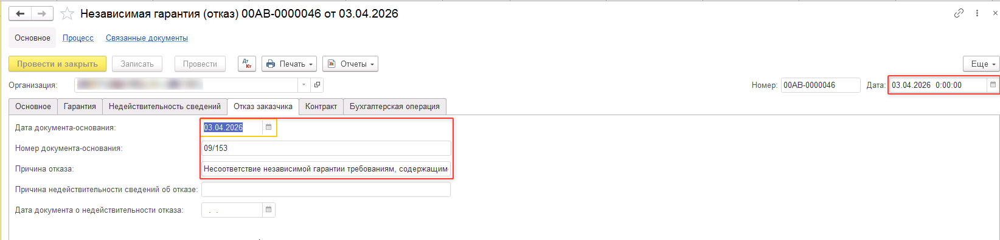 Независимая гарантия (отказ) 00АВ-0000046 от 03.04.2026
Основное Процесс Связанные документы
Провести и закрыть Записать Провести Дт Кт Печать Отчеты Еще
Организация: Номер: 00АВ-0000046 Дата: 03.04.2026 0:00:00
Основное Гарантия Недействительность сведений Отказ заказчика Контракт Бухгалтерская операция
Дата документа-основания: 03.04.2026
Номер документа-основания: 09/153
Причина отказа: Несоответствие независимой гарантии требованиям, содержащим
Причина недействительности сведений об отказе:
Дата документа о недействительности отказа: . .